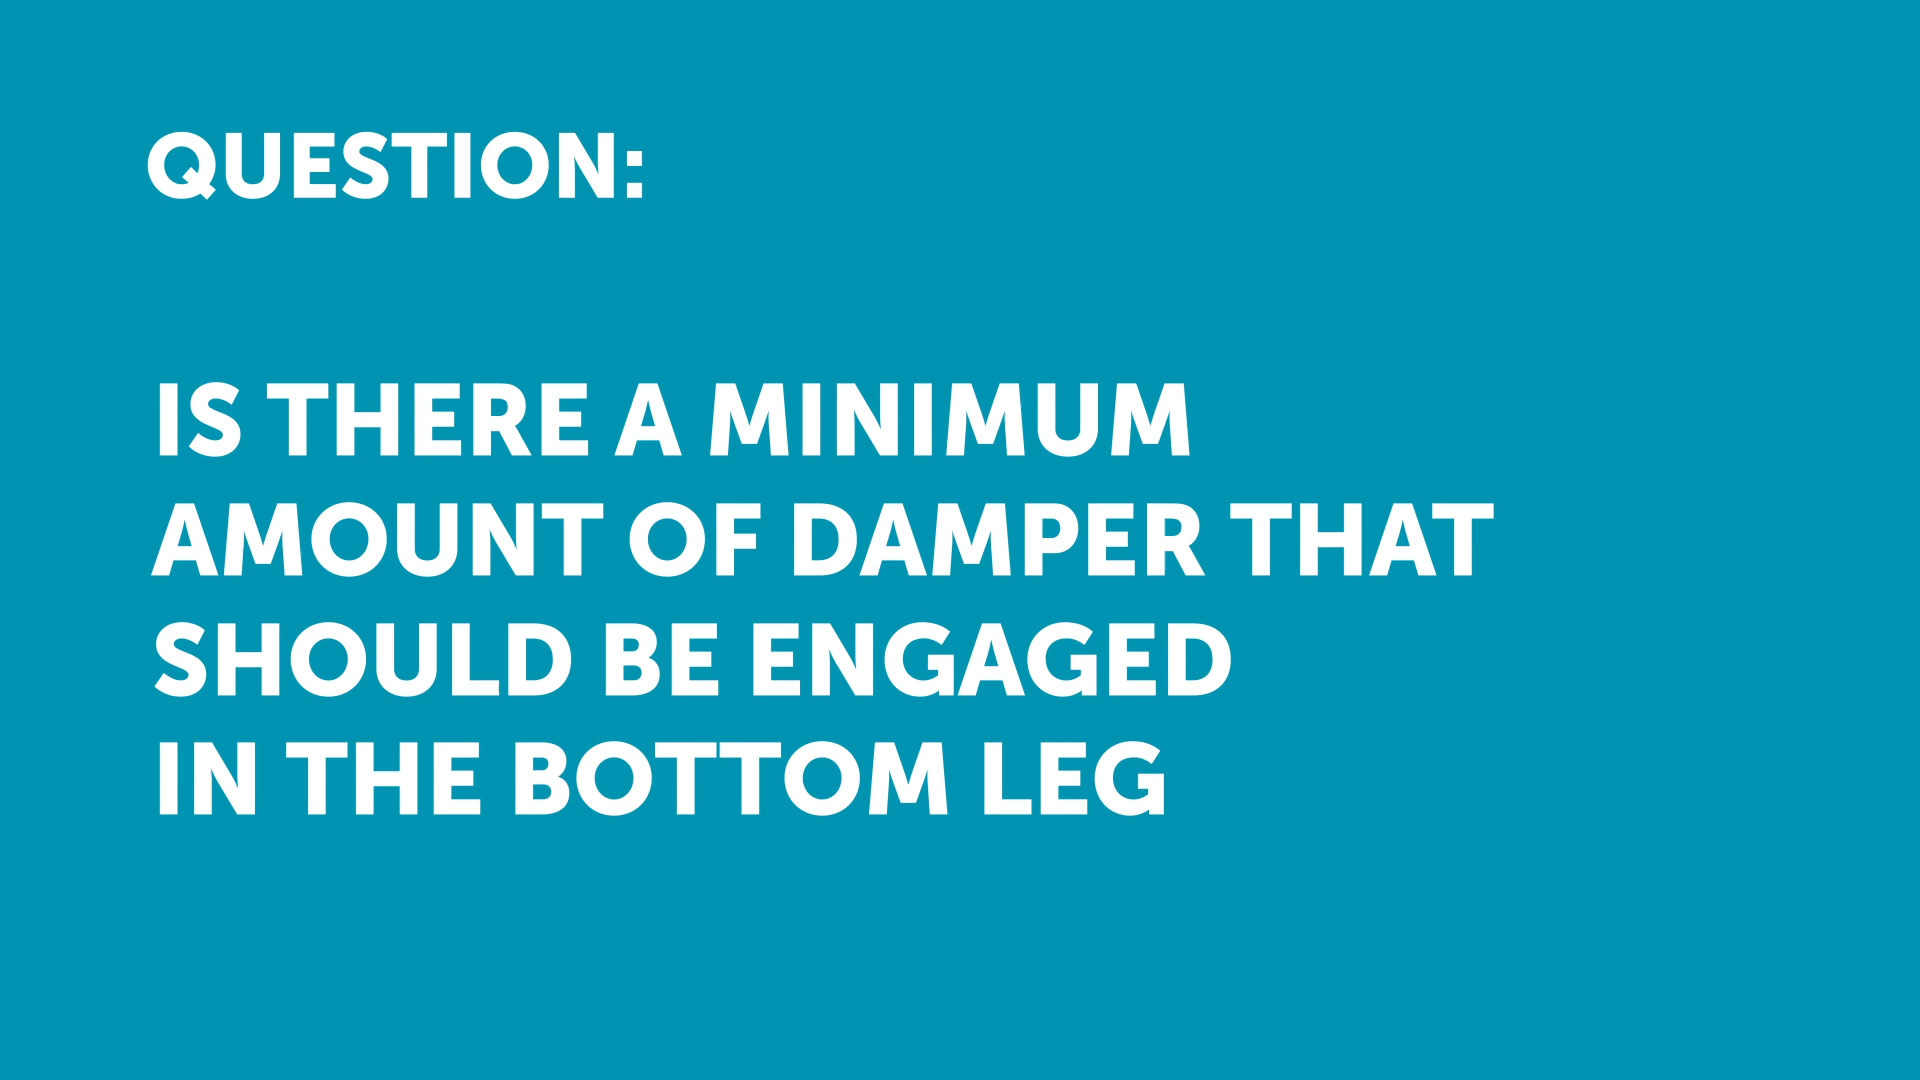 QUESTION:
IS THERE A MINIMUM
AMOUNT OF DAMPER THAT
SHOULD BE ENGAGED
IN THE BOTTOM LEG